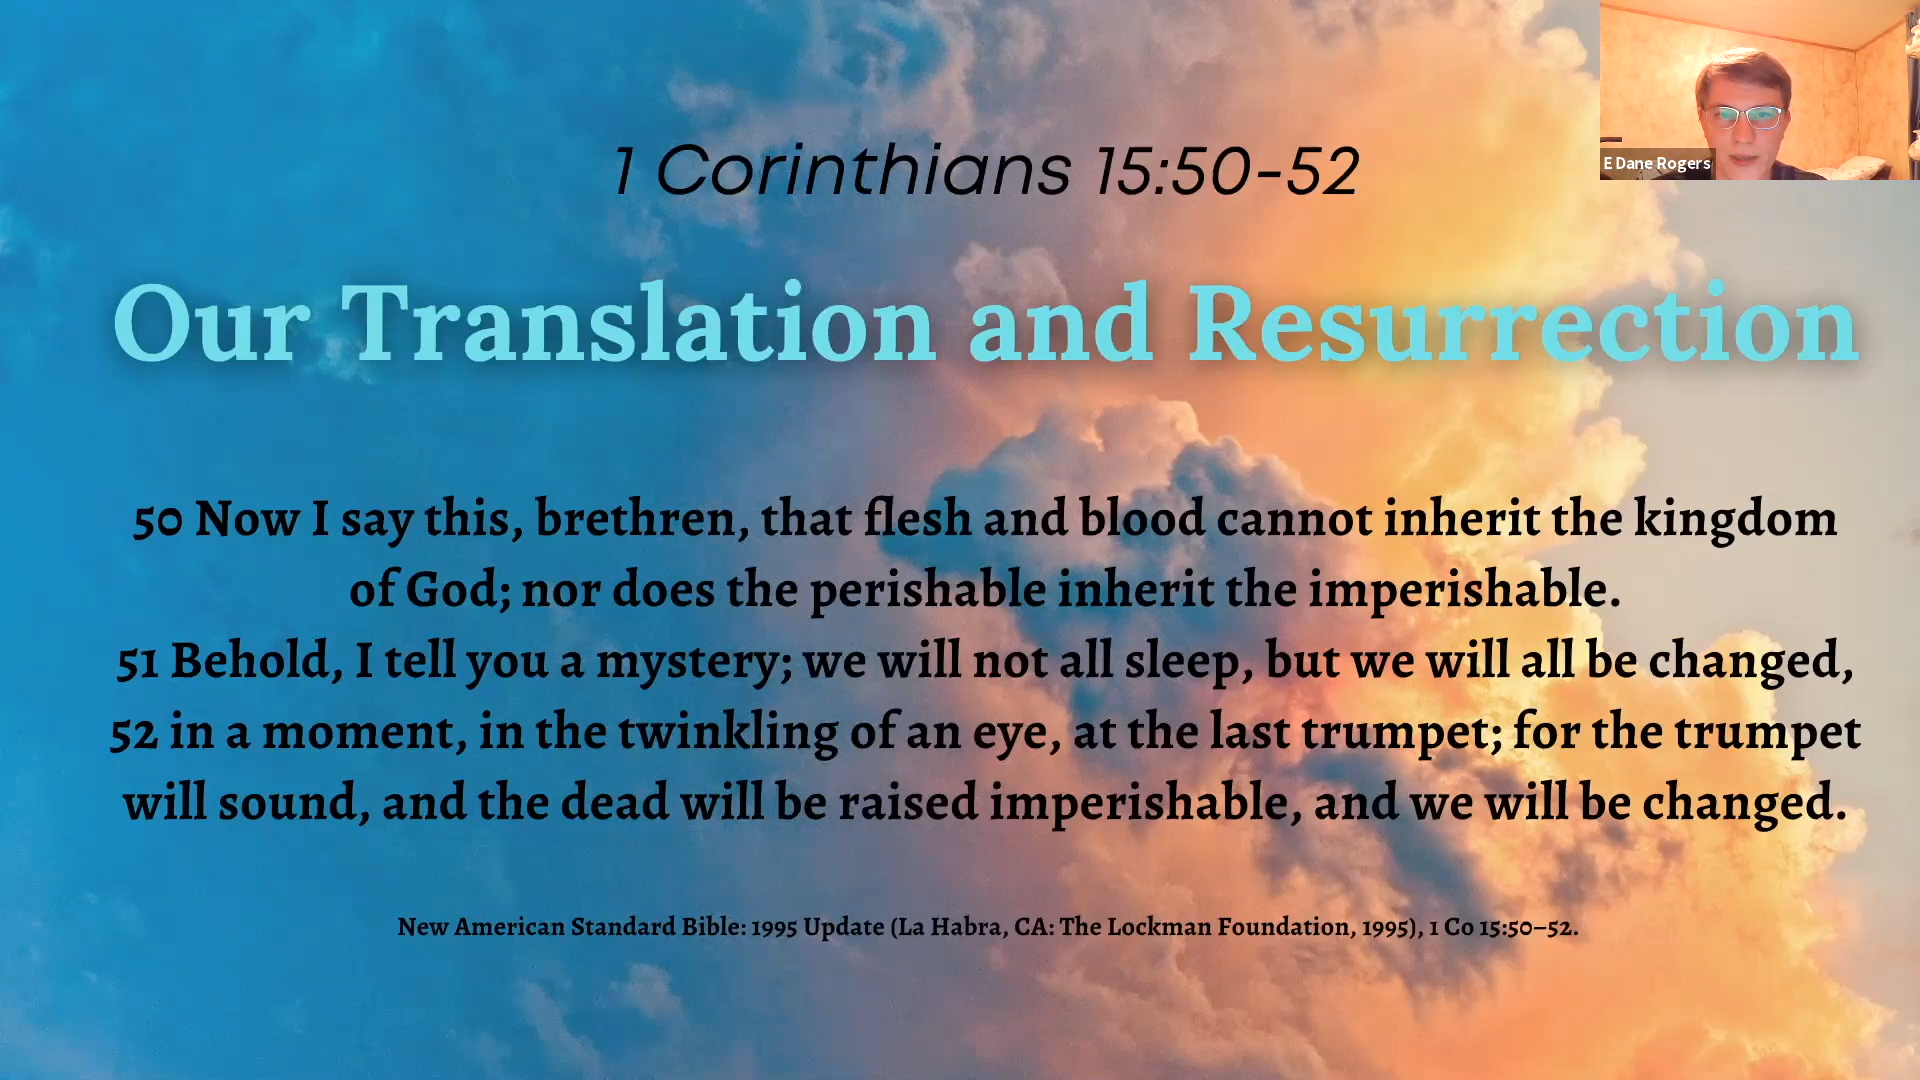 1 Corinthians 15:50-52
E Dane Rogers
Our Translation and Resurrection
50 Now I say this, brethren, that flesh and blood cannot inherit the kingdom
of God; nor does the perishable inherit the imperishable.
51 Behold, I tell you a mystery; we will not all sleep, but we will all be changed,
52 in a moment, in the twinkling of an eye, at the last trumpet; for the trumpet
will sound, and the dead will be raised imperishable, and we will be changed.
New American Standard Bible: 1995 Update (La Habra, CA: The Lockman Foundation, 1995), 1 Co 15:50–52.